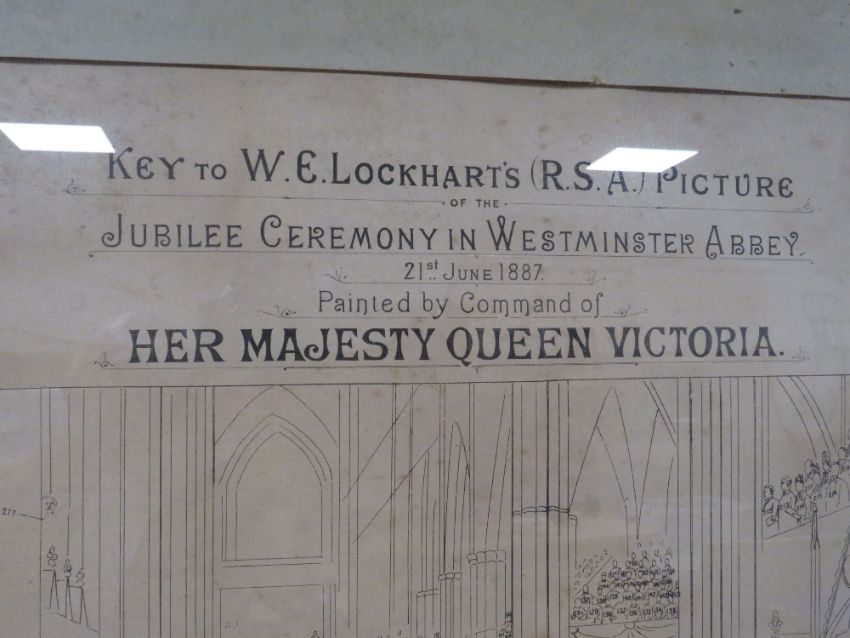 KEY TO W. E. LOCKHART'S (R.S.A.) PICTURE
· OF THE ·
JUBILEE CEREMONY IN WESTMINSTER ABBEY.
21st JUNE 1887.
Painted by Command of
HER MAJESTY QUEEN VICTORIA.
277